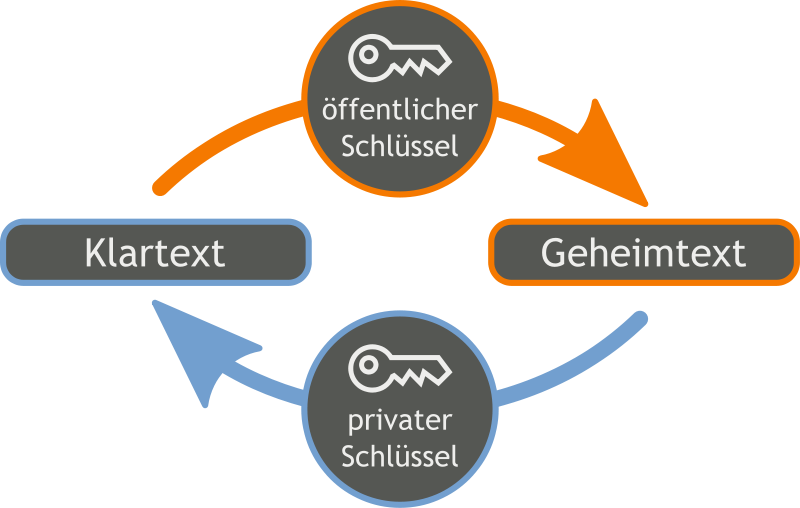 öffentlicher
Schlüssel
Klartext
Geheimtext
privater
Schlüssel